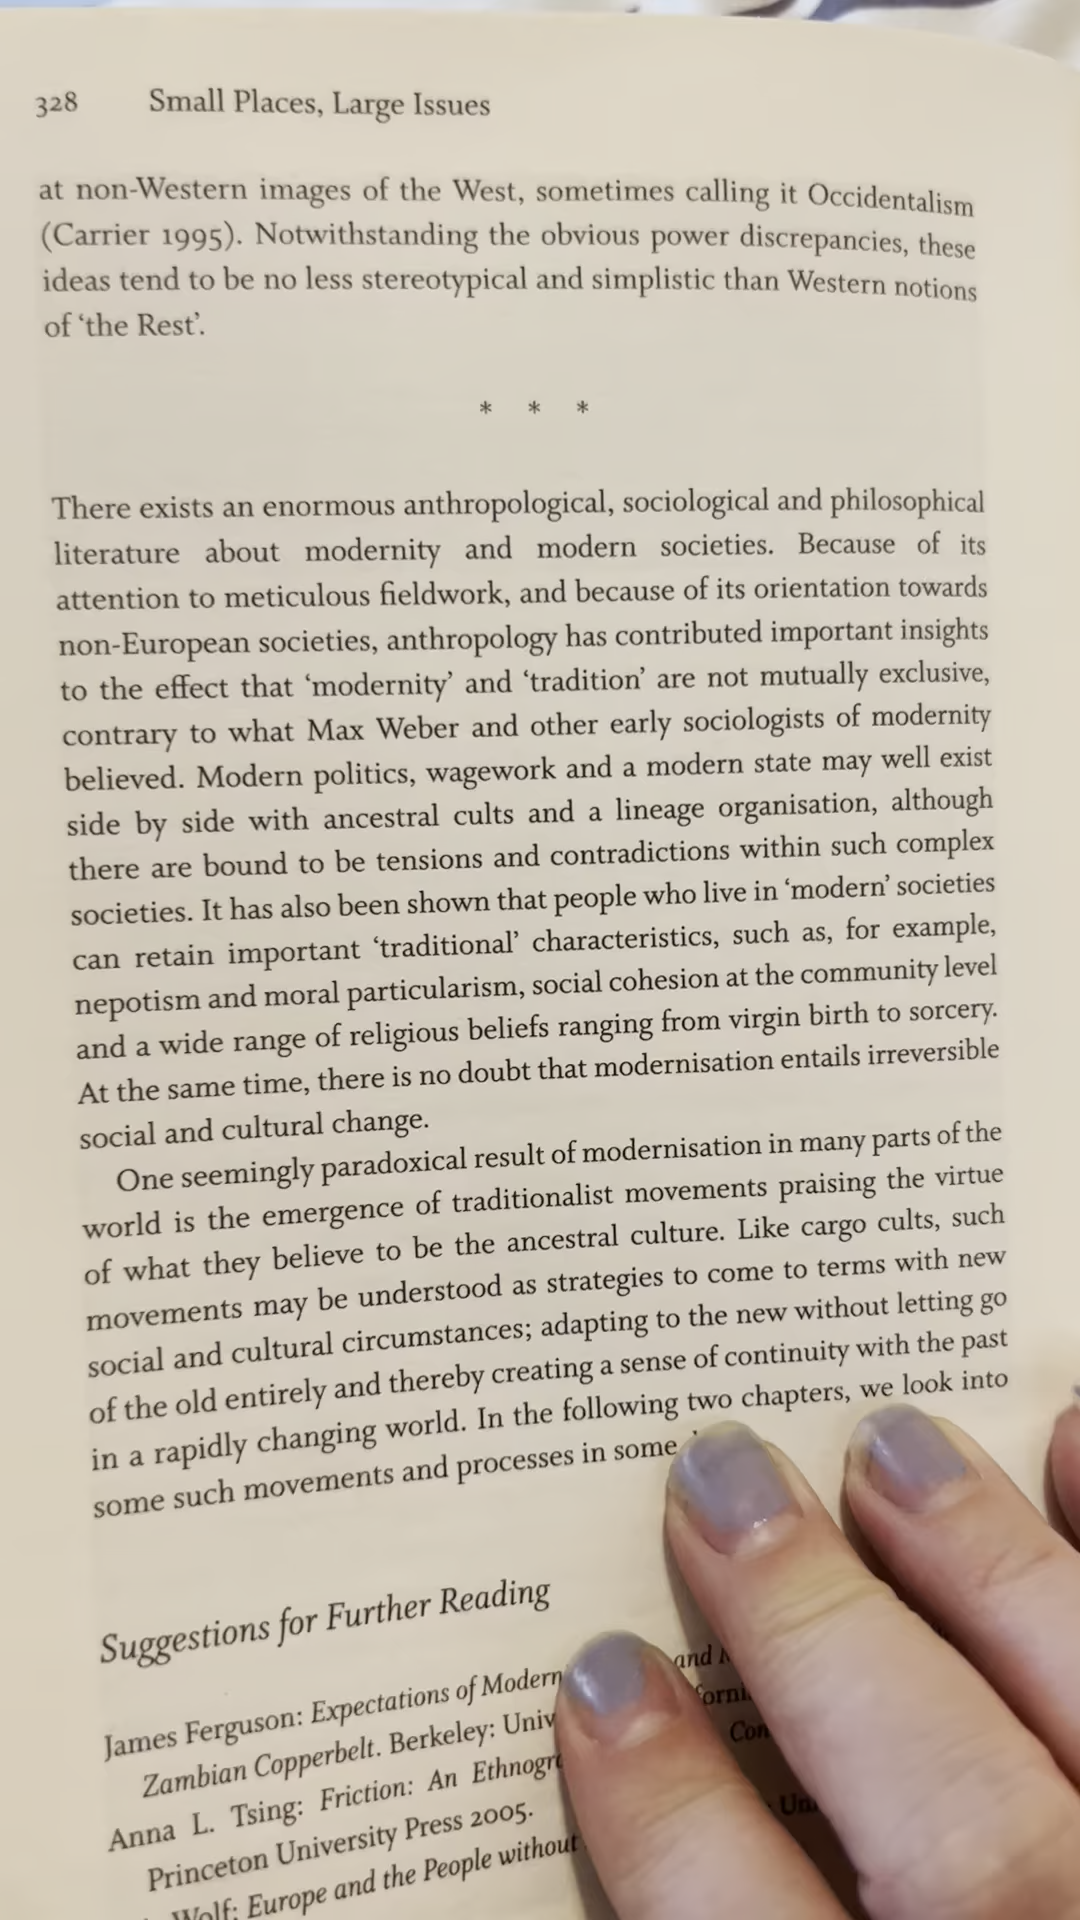 328 Small Places, Large Issues
at non-Western images of the West, sometimes calling it Occidentalism
(Carrier 1995). Notwithstanding the obvious power discrepancies, these
ideas tend to be no less stereotypical and simplistic than Western notions
of ‘the Rest’.
* * *
There exists an enormous anthropological, sociological and philosophical
literature about modernity and modern societies. Because of its
attention to meticulous fieldwork, and because of its orientation towards
non-European societies, anthropology has contributed important insights
to the effect that ‘modernity’ and ‘tradition’ are not mutually exclusive,
contrary to what Max Weber and other early sociologists of modernity
believed. Modern politics, wagework and a modern state may well exist
side by side with ancestral cults and a lineage organisation, although
there are bound to be tensions and contradictions within such complex
societies. It has also been shown that people who live in ‘modern’ societies
can retain important ‘traditional’ characteristics, such as, for example,
nepotism and moral particularism, social cohesion at the community level
and a wide range of religious beliefs ranging from virgin birth to sorcery.
At the same time, there is no doubt that modernisation entails irreversible
social and cultural change.
One seemingly paradoxical result of modernisation in many parts of the
world is the emergence of traditionalist movements praising the virtue
of what they believe to be the ancestral culture. Like cargo cults, such
movements may be understood as strategies to come to terms with new
social and cultural circumstances; adapting to the new without letting go
of the old entirely and thereby creating a sense of continuity with the past
in a rapidly changing world. In the following two chapters, we look into
some such movements and processes in some
Suggestions for Further Reading
James Ferguson: Expectations of Modern and
Zambian Copperbelt. Berkeley: Univ
Anna L. Tsing: Friction: An Ethnogr
Princeton University Press 2005.
Wolf: Europe and the People without